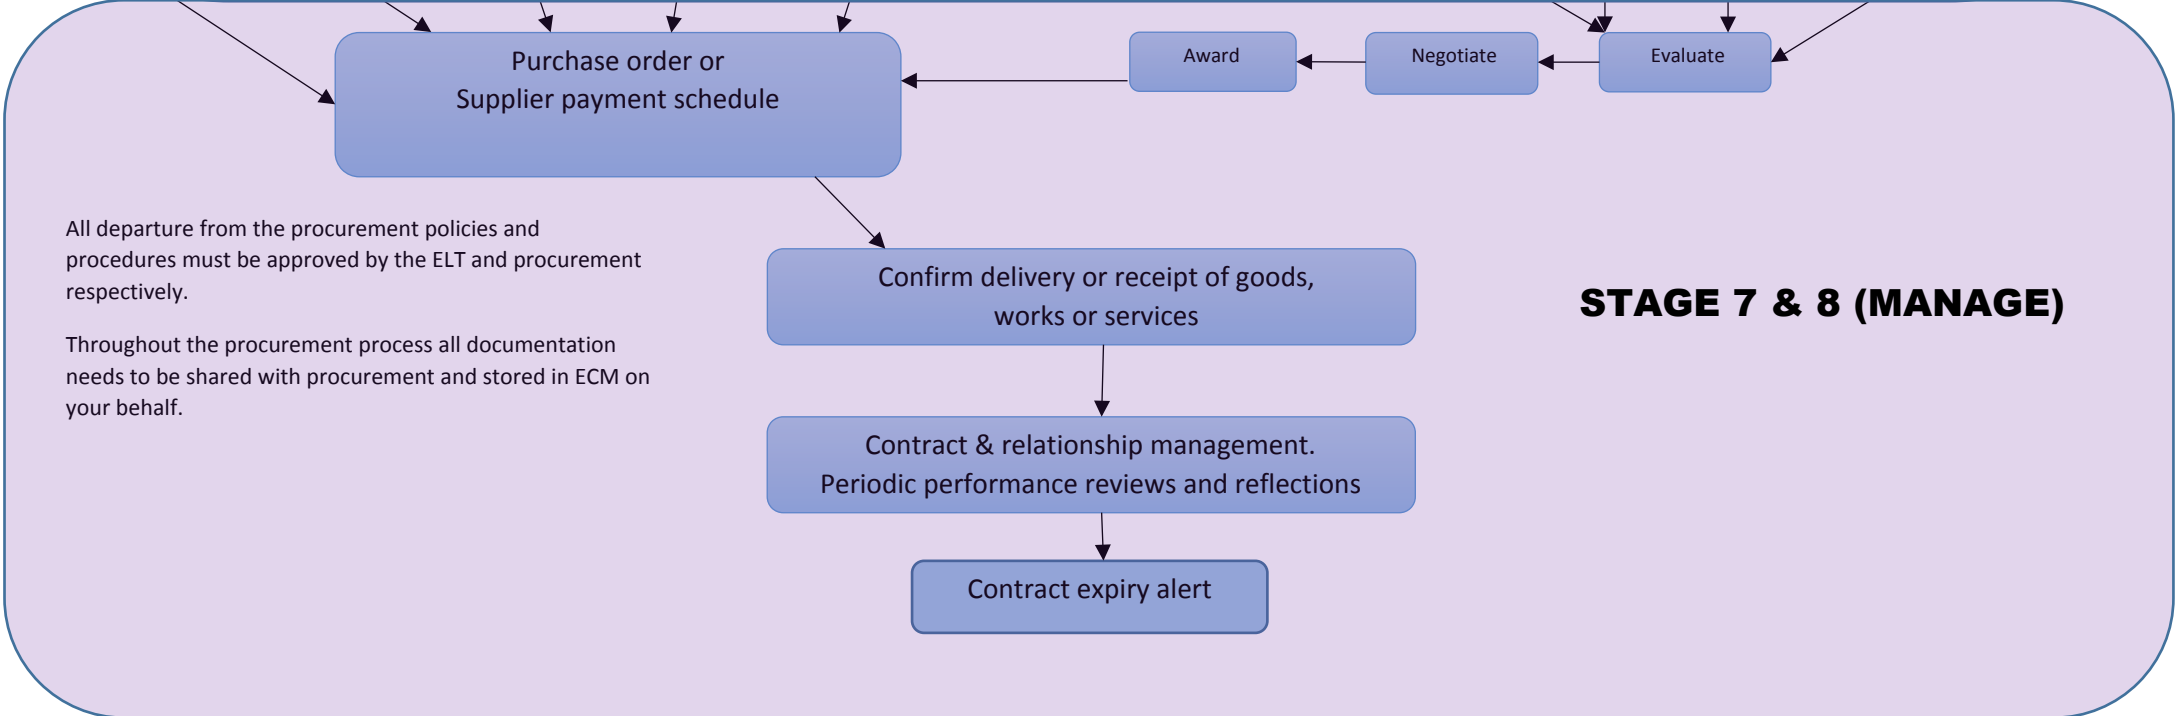 Purchase order or
Supplier payment schedule
Award
Negotiate
Evaluate
All departure from the procurement policies and
procedures must be approved by the ELT and procurement
respectively.
Throughout the procurement process all documentation
needs to be shared with procurement and stored in ECM on
your behalf.
Confirm delivery or receipt of goods,
works or services
STAGE 7 & 8 (MANAGE)
Contract & relationship management.
Periodic performance reviews and reflections
Contract expiry alert